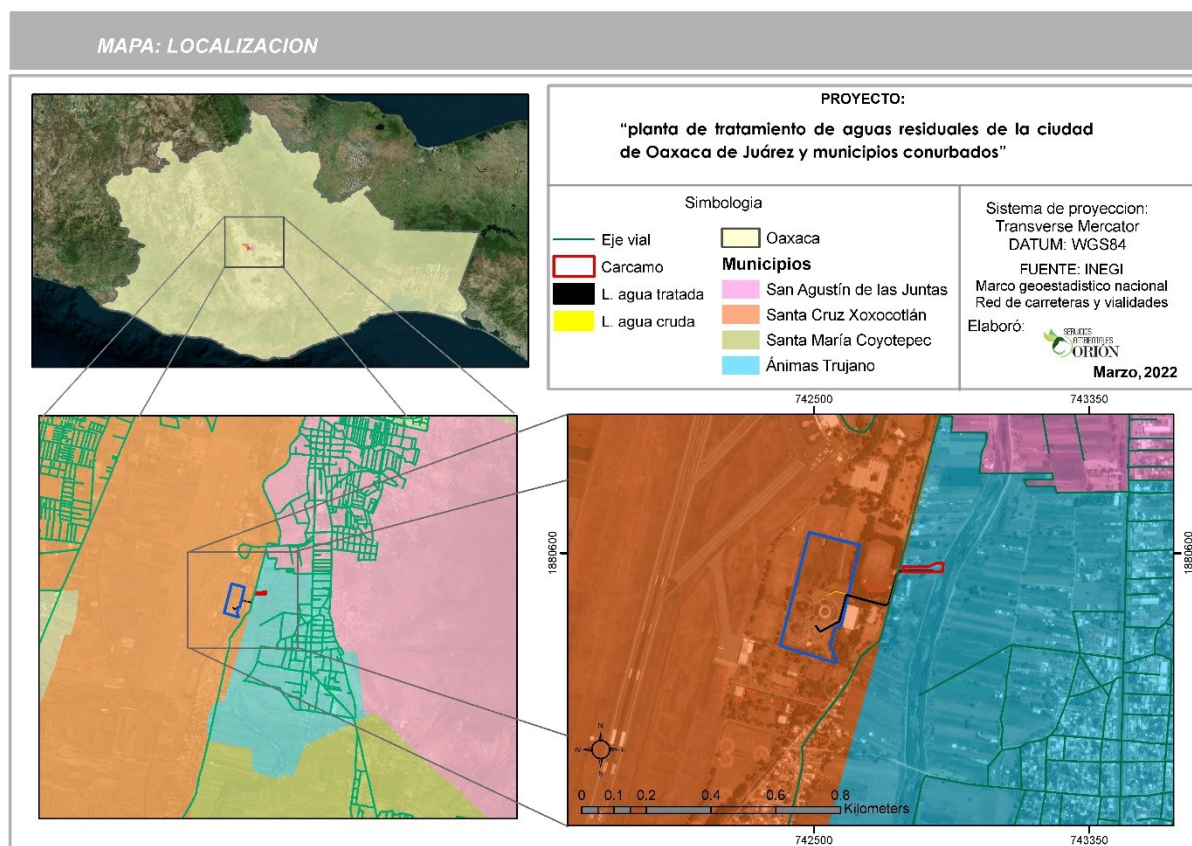 MAPA: LOCALIZACION
PROYECTO:
“planta de tratamiento de aguas residuales de la ciudad
de Oaxaca de Juárez y municipios conurbados”
Simbologia
Eje vial
Carcamo
L. agua tratada
L. agua cruda
Oaxaca
Municipios
San Agustín de las Juntas
Santa Cruz Xoxocotlán
Santa María Coyotepec
Ánimas Trujano
Sistema de proyeccion:
Transverse Mercator
DATUM: WGS84
FUENTE: INEGI
Marco geoestadistico nacional
Red de carreteras y vialidades
Elaboró:
SERVICIOS
AMBIENTALES
ORIÓN
Marzo, 2022
742500
743350
1880600
1880600
N
S
0 0.1 0.2 0.4 0.6 0.8
Kilometers
742500
743350